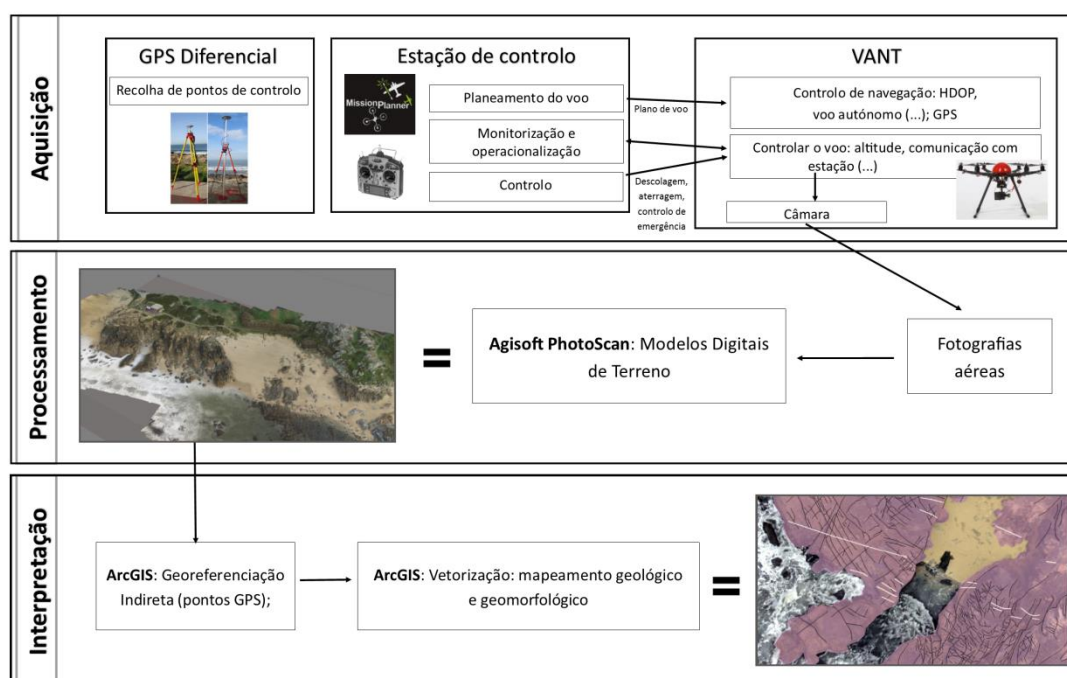 Aquisição
GPS Diferencial
Recolha de pontos de controlo
Estação de controlo
MissionPlanner
Planeamento do voo
Monitorização e
operacionalização
Controlo
Plano de voo
Descolagem,
aterragem,
controlo de
emergência
VANT
Controlo de navegação: HDOP,
voo autónomo (...); GPS
Controlar o voo: altitude, comunicação com
estação (...)
Câmara
Processamento
=
Agisoft PhotoScan: Modelos Digitais
de Terreno
Fotografias
aéreas
Interpretação
ArcGIS: Georeferenciação
Indireta (pontos GPS);
ArcGIS: Vetorização: mapeamento geológico
e geomorfológico
=